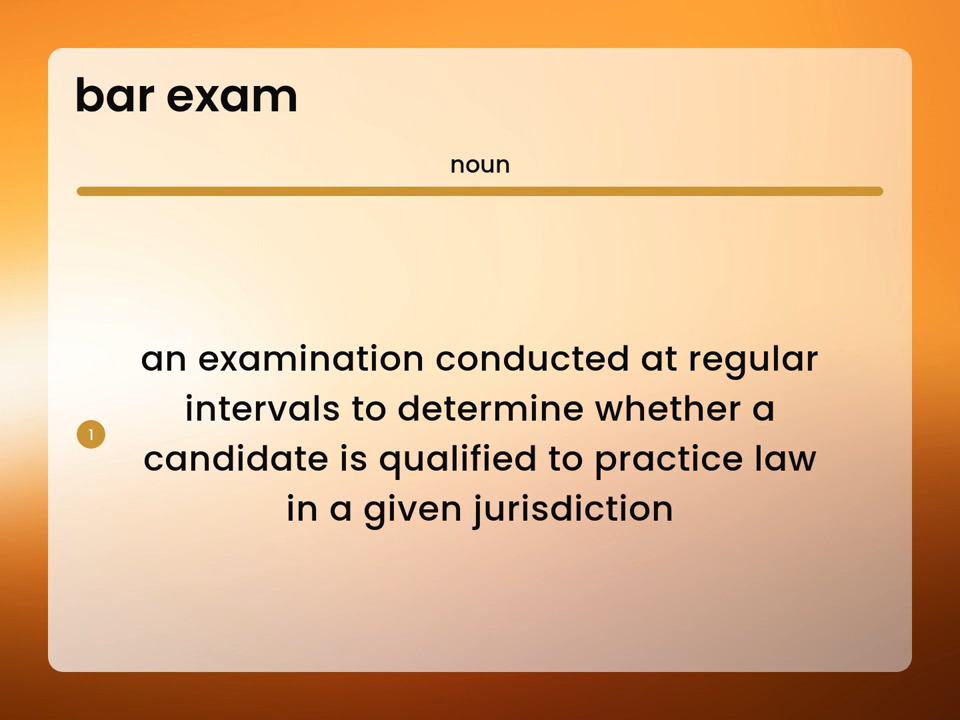 bar exam
noun
an examination conducted at regular
intervals to determine whether a
1
candidate is qualified to practice law
in a given jurisdiction